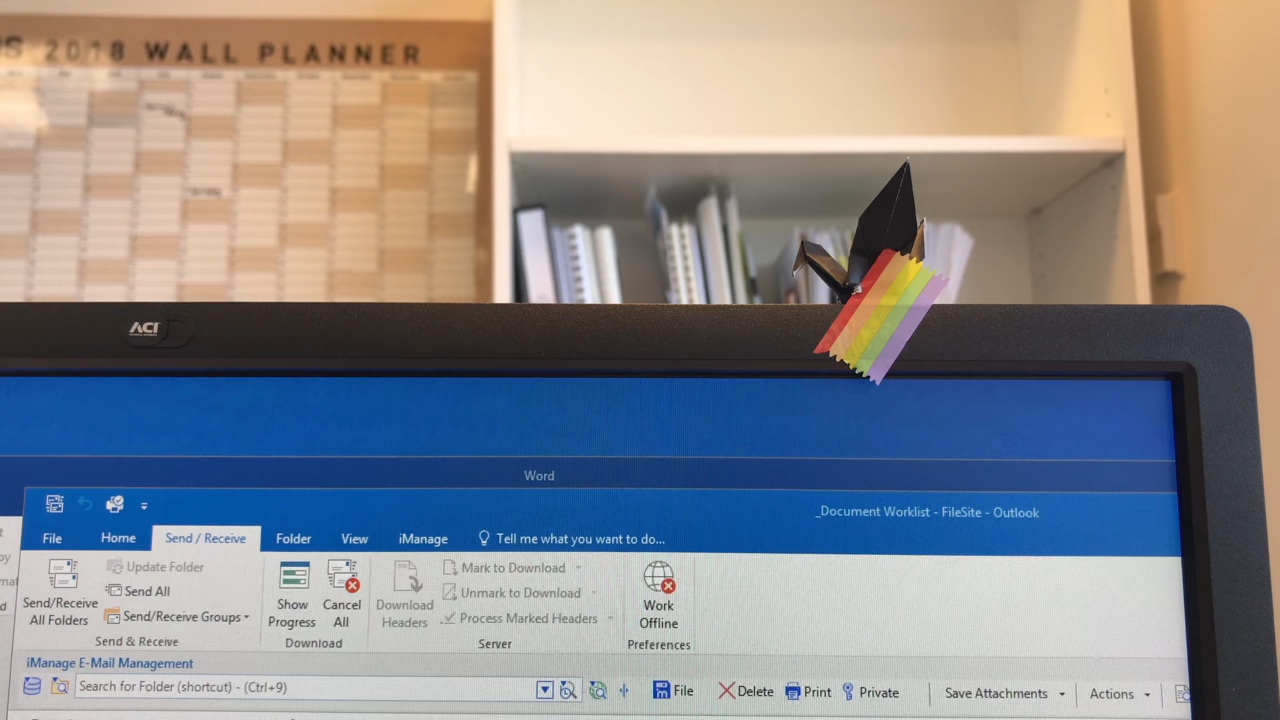 S 2018 WALL PLANNER
ACI
Word
_Document Worklist - FileSite - Outlook
File Home Send / Receive Folder View iManage Tell me what you want to do...
Send/Receive All Folders
Update Folder
Send All
Send/Receive Groups
Send & Receive
Show Progress
Cancel All
Download
Download Headers
Mark to Download
Unmark to Download
Process Marked Headers
Server
Work Offline
Preferences
iManage E-Mail Management
Search for Folder (shortcut) - (Ctrl+9)
File Delete Print Private Save Attachments Actions